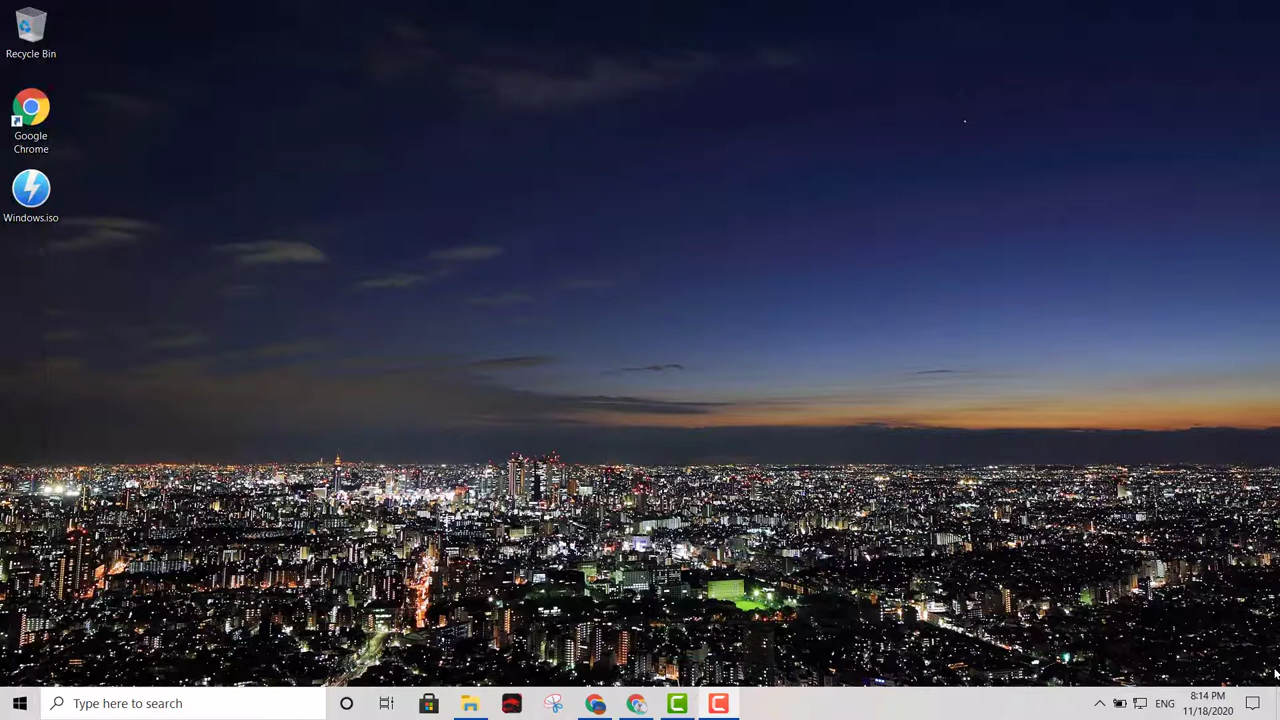 Recycle Bin
Google
Chrome
Windows.iso
Type here to search
ENG
8:14 PM
11/18/2020